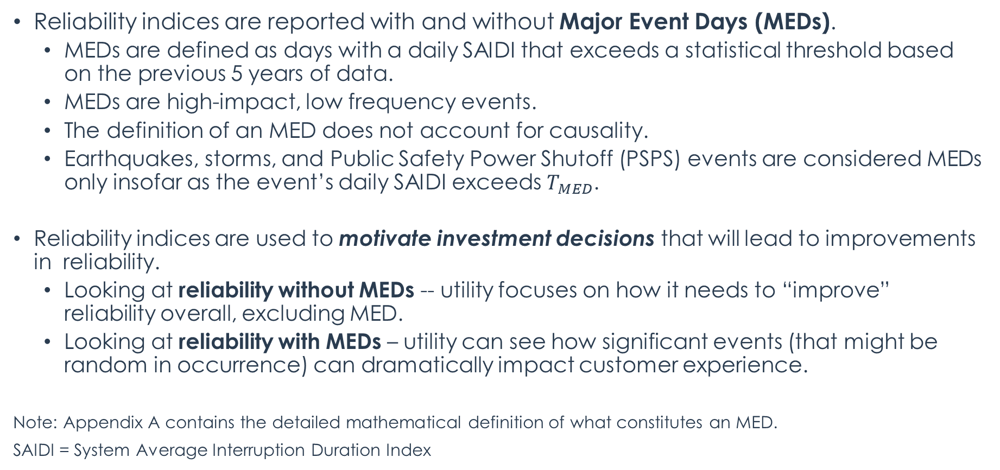 • Reliability indices are reported with and without Major Event Days (MEDs).
• MEDs are defined as days with a daily SAIDI that exceeds a statistical threshold based
on the previous 5 years of data.
• MEDs are high-impact, low frequency events.
• The definition of an MED does not account for causality.
• Earthquakes, storms, and Public Safety Power Shutoff (PSPS) events are considered MEDs
only insofar as the event’s daily SAIDI exceeds T_MED.
• Reliability indices are used to motivate investment decisions that will lead to improvements
in reliability.
• Looking at reliability without MEDs -- utility focuses on how it needs to “improve”
reliability overall, excluding MED.
• Looking at reliability with MEDs – utility can see how significant events (that might be
random in occurrence) can dramatically impact customer experience.
Note: Appendix A contains the detailed mathematical definition of what constitutes an MED.
SAIDI = System Average Interruption Duration Index